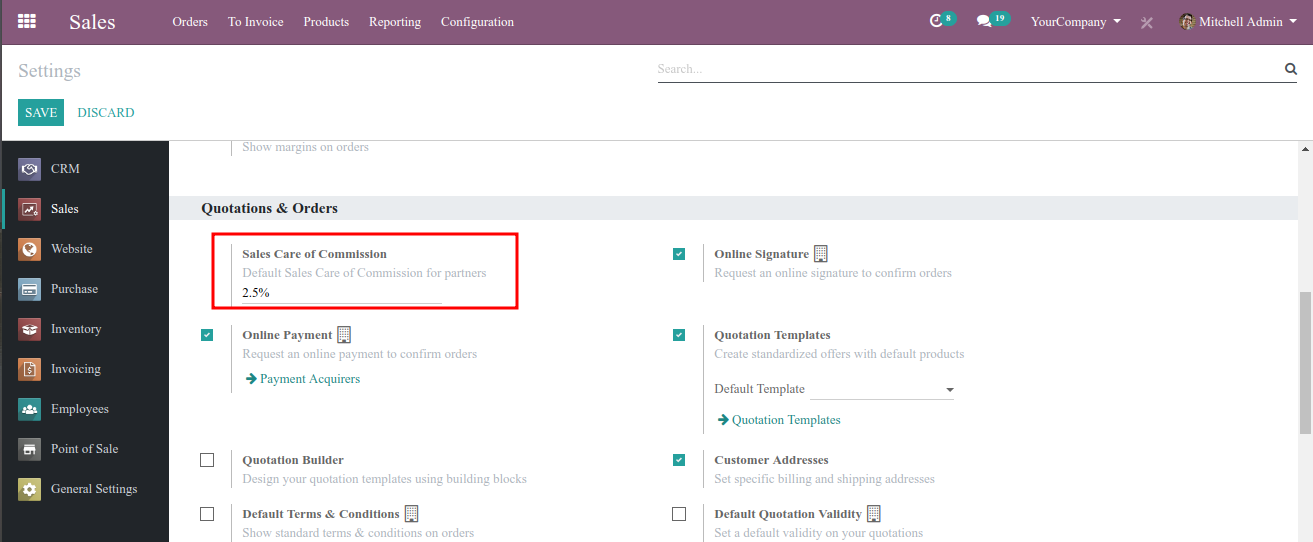 Sales Orders To Invoice Products Reporting Configuration 8 19 YourCompany Mitchell Admin
Settings Search...
SAVE DISCARD
CRM
Sales
Website
Purchase
Inventory
Invoicing
Employees
Point of Sale
General Settings
Show margins on orders
Quotations & Orders
Sales Care of Commission
Default Sales Care of Commission for partners
2.5%
Online Signature
Request an online signature to confirm orders
Online Payment
Request an online payment to confirm orders
Payment Acquirers
Quotation Templates
Create standardized offers with default products
Default Template
Quotation Templates
Quotation Builder
Design your quotation templates using building blocks
Customer Addresses
Set specific billing and shipping addresses
Default Terms & Conditions
Show standard terms & conditions on orders
Default Quotation Validity
Set a default validity on your quotations